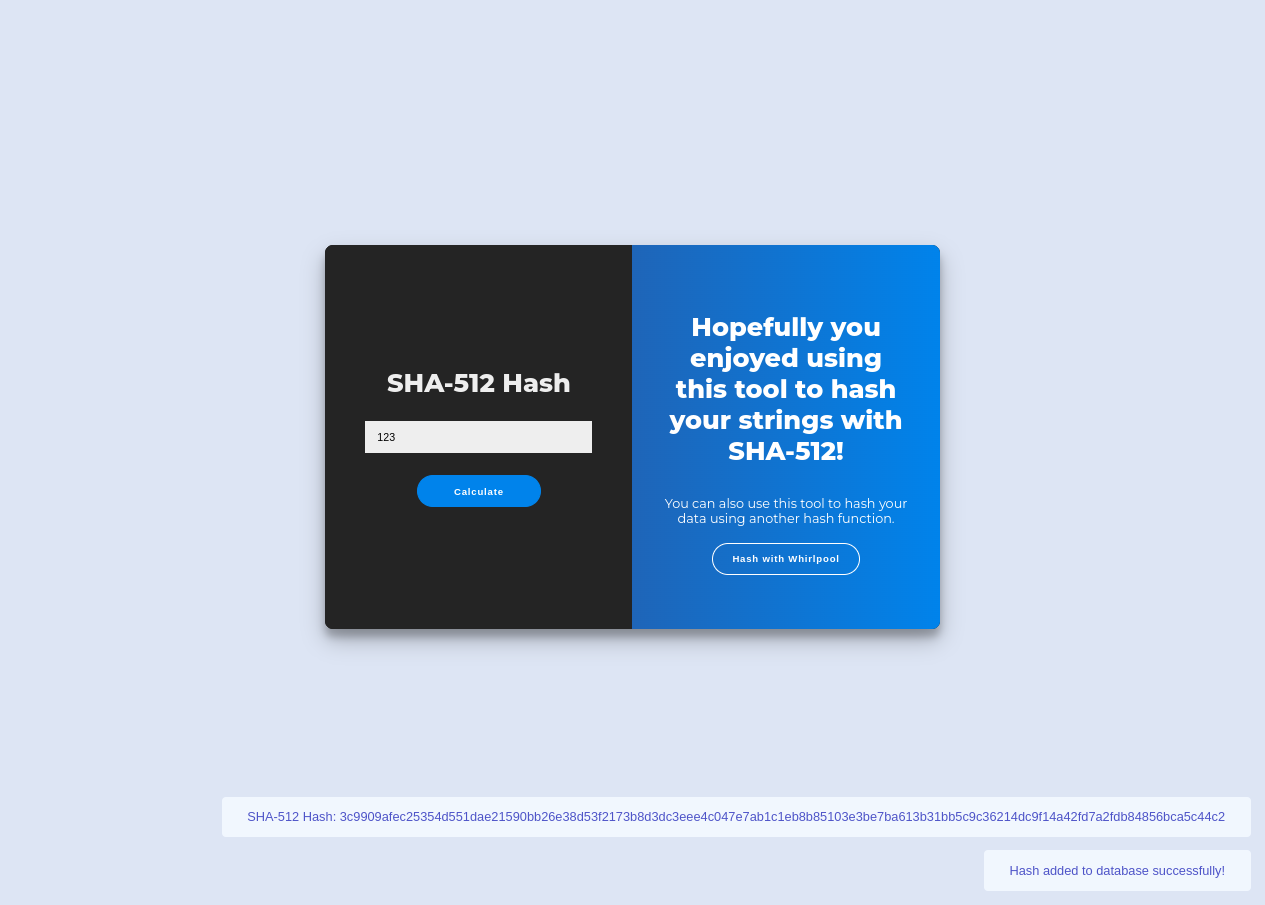 SHA-512 Hash
123
Calculate
Hopefully you
enjoyed using
this tool to hash
your strings with
SHA-512!
You can also use this tool to hash your
data using another hash function.
Hash with Whirlpool
SHA-512 Hash: 3c9909afec25354d551dae21590bb26e38d53f2173b8d3dc3eee4c047e7ab1c1eb8b85103e3be7ba613b31bb5c9c36214dc9f14a42fd7a2fdb84856bca5c44c2
Hash added to database successfully!